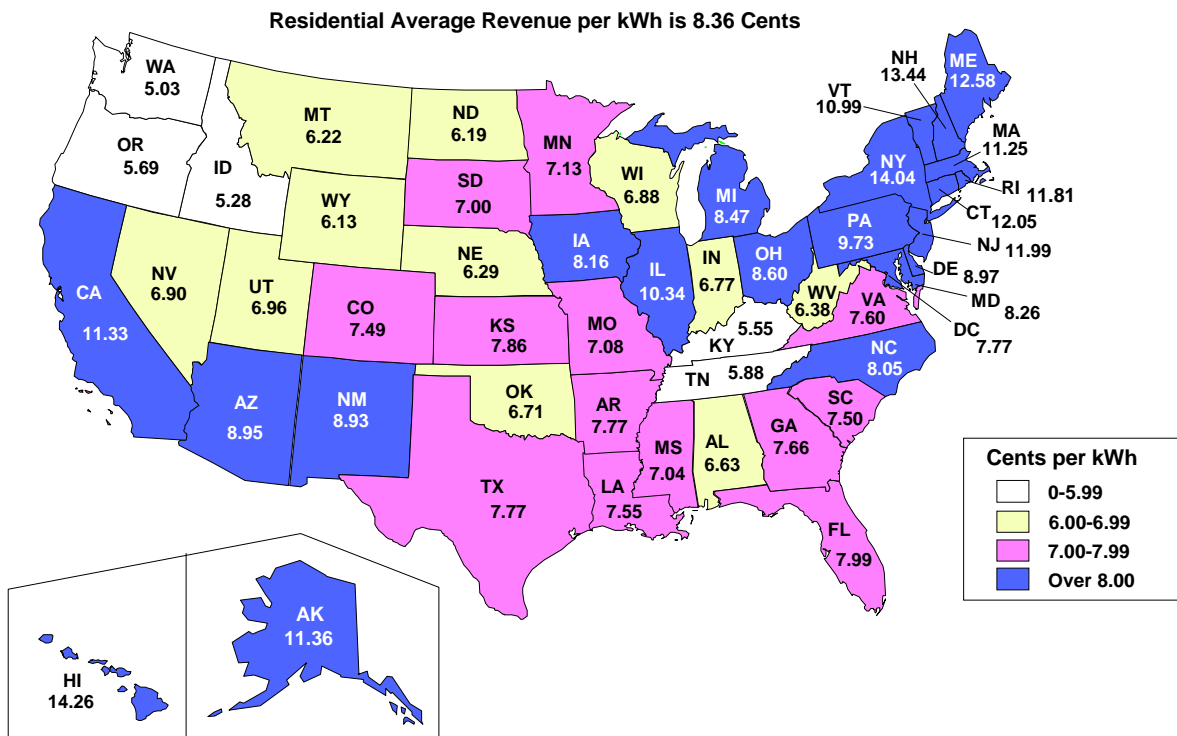 Residential Average Revenue per kWh is 8.36 Cents
WA
5.03
OR
5.69
ID
5.28
MT
6.22
ND
6.19
MN
7.13
SD
7.00
WI
6.88
WY
6.13
NE
6.29
IA
8.16
MI
8.47
NV
6.90
UT
6.96
CO
7.49
KS
7.86
MO
7.08
IL
10.34
IN
6.77
OH
8.60
WV
6.38
VA
7.60
CA
11.33
AZ
8.95
NM
8.93
OK
6.71
AR
7.77
5.55
KY
TN 5.88
NC
8.05
SC
7.50
GA
7.66
AL
6.63
MS
7.04
LA
7.55
TX
7.77
FL
7.99
NH
13.44
VT
10.99
ME
12.58
MA
11.25
RI 11.81
CT 12.05
NJ 11.99
DE 8.97
MD
8.26
DC
7.77
NY
14.04
PA
9.73
AK
11.36
HI
14.26
Cents per kWh
0-5.99
6.00-6.99
7.00-7.99
Over 8.00